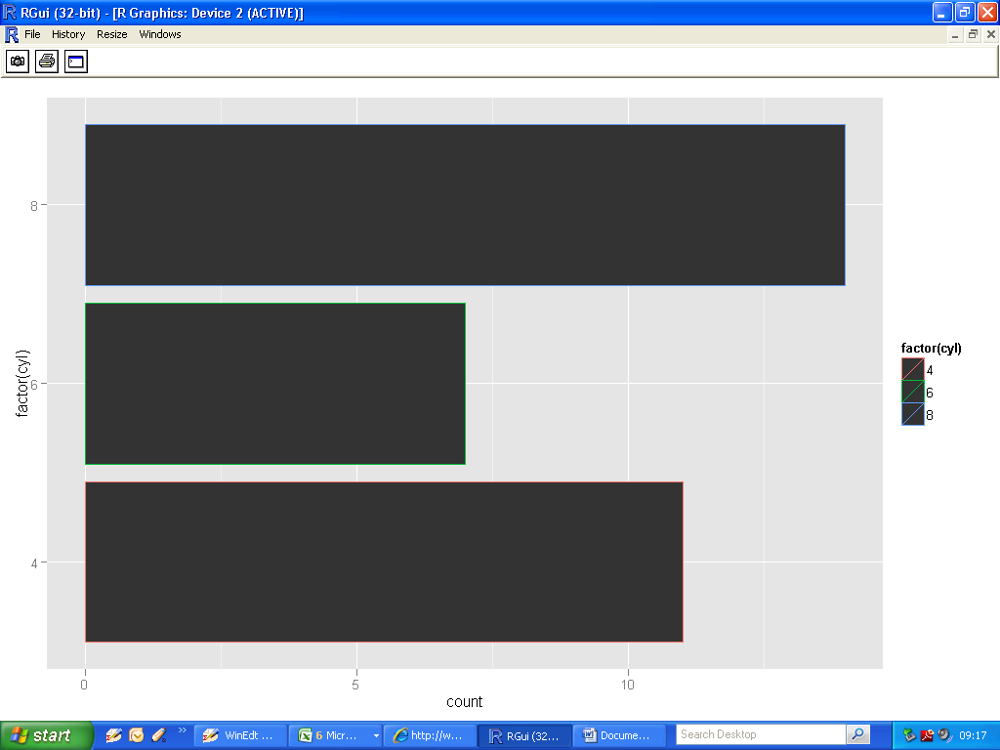 RGui (32-bit) - [R Graphics: Device 2 (ACTIVE)]
File History Resize Windows
8
6
4
factor(cyl)
0 5 10
count
factor(cyl)
4
6
8
start
WinEdt ...
6 Micr...
http://w...
RGui (32...
Docume...
Search Desktop
09:17